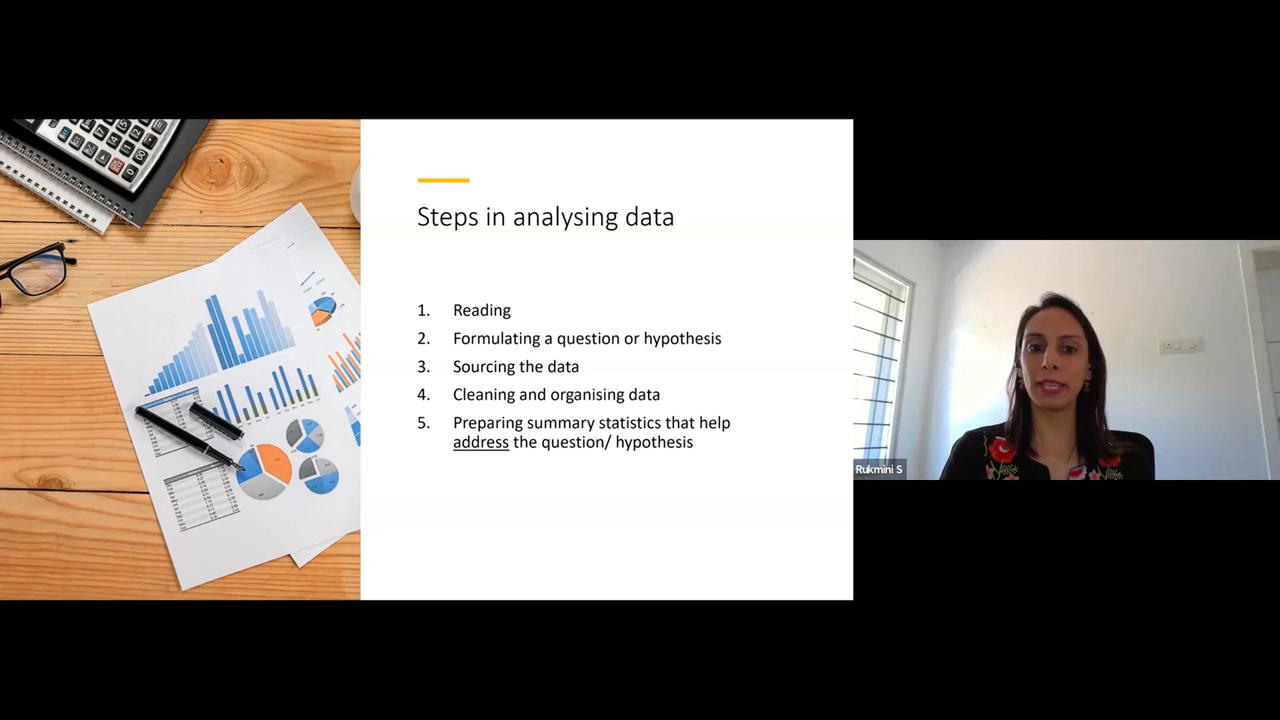 Steps in analysing data
1. Reading
2. Formulating a question or hypothesis
3. Sourcing the data
4. Cleaning and organising data
5. Preparing summary statistics that help
address the question/ hypothesis
Rukmini S